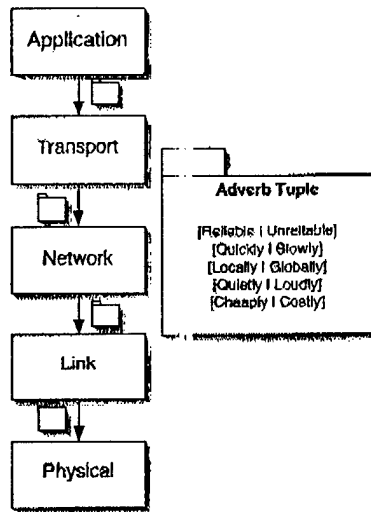 Application
Transport
Network
Link
Physical
Adverb Tuple
[Reliable | Unreliable]
[Quickly | Slowly]
[Locally | Globally]
[Quietly | Loudly]
[Cheaply | Costly]